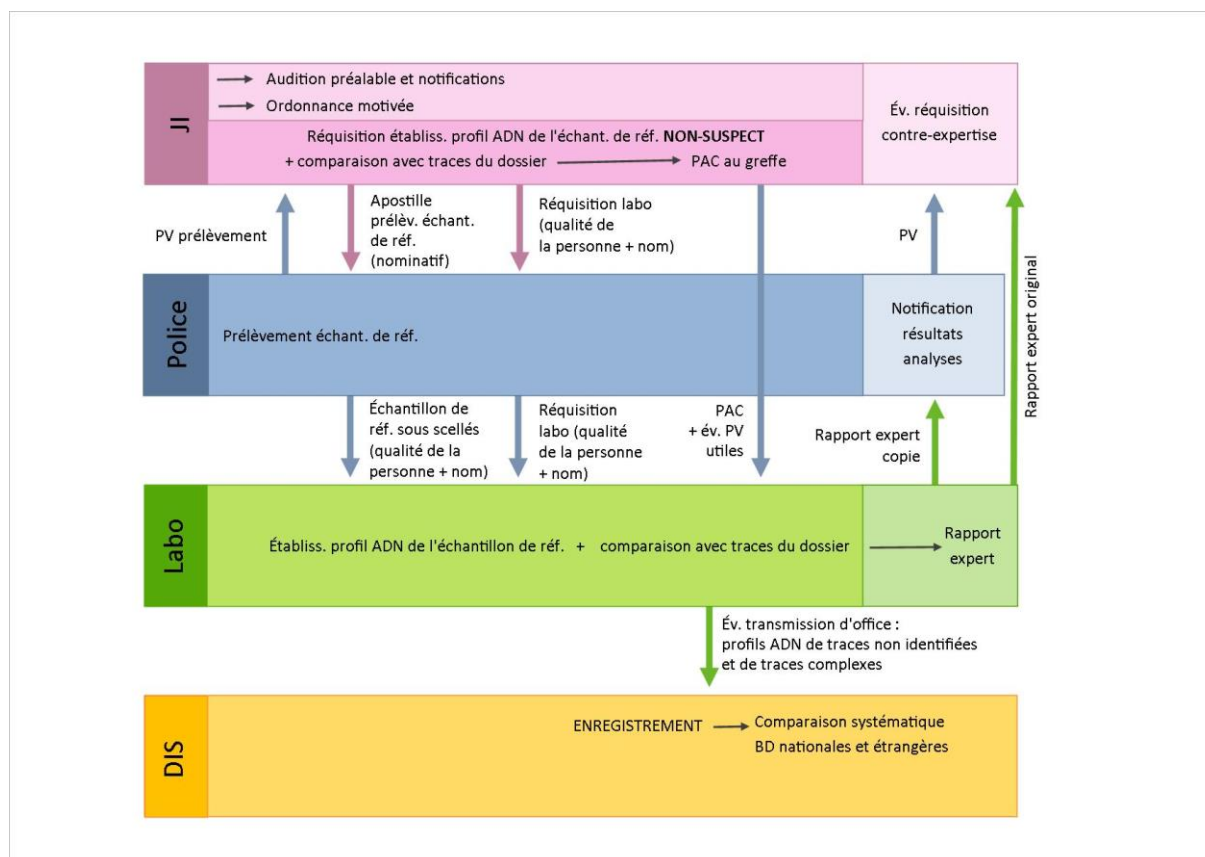 JI
Audition préalable et notifications
Ordonnance motivée
Réquisition établiss. profil ADN de l'échant. de réf. NON-SUSPECT
+ comparaison avec traces du dossier
PAC au greffe
Év. réquisition
contre-expertise
PV prélèvement
Apostille
prélèv. échant.
de réf.
(nominatif)
Réquisition labo
(qualité de
la personne + nom)
PV
Rapport expert original
Police
Prélèvement échant. de réf.
Notification
résultats
analyses
Échantillon de
réf. sous scellés
(qualité de la
personne + nom)
Réquisition
labo (qualité
de la personne
+ nom)
PAC
+ év. PV
utiles
Rapport expert
copie
Labo
Établiss. profil ADN de l'échantillon de réf. + comparaison avec traces du dossier
Rapport
expert
Év. transmission d'office :
profils ADN de traces non identifiées
et de traces complexes
DIS
ENREGISTREMENT
Comparaison systématique
BD nationales et étrangères